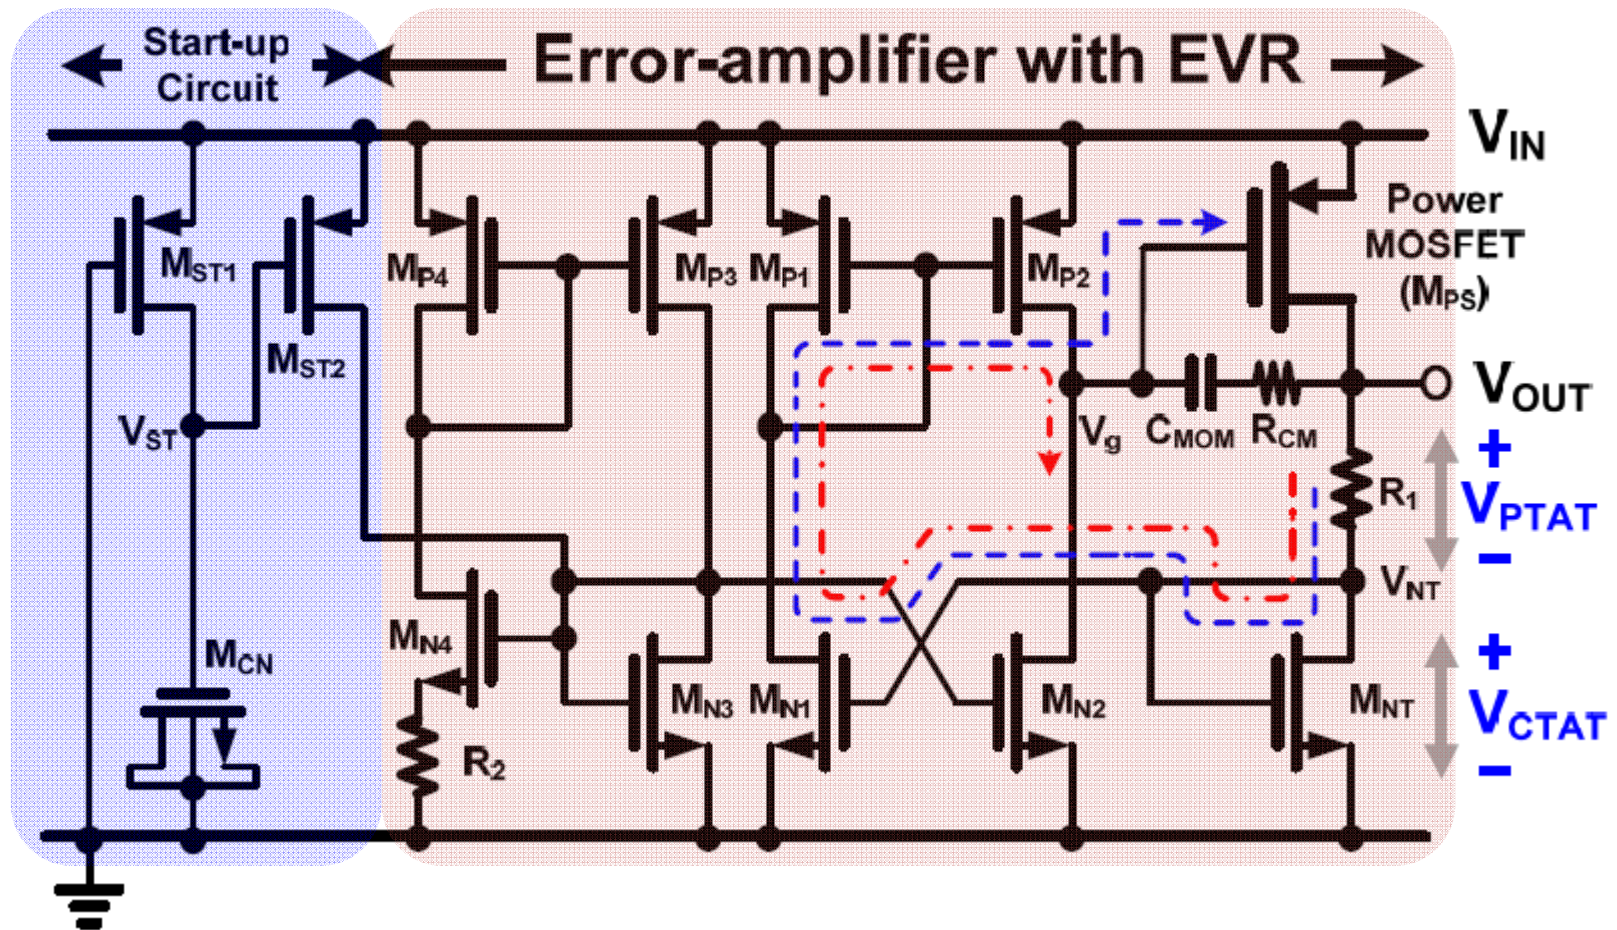 Start-up
Circuit
Error-amplifier with EVR
VIN
Power
MOSFET
(MPS)
MST1
MP4
MP3
MP1
MP2
MST2
VOUT
VST
Vg
CMOM
RCM
+
R1
VPTAT
−
VNT
MN4
MCN
+
MN3
MN1
MN2
MNT
VCTAT
R2
−